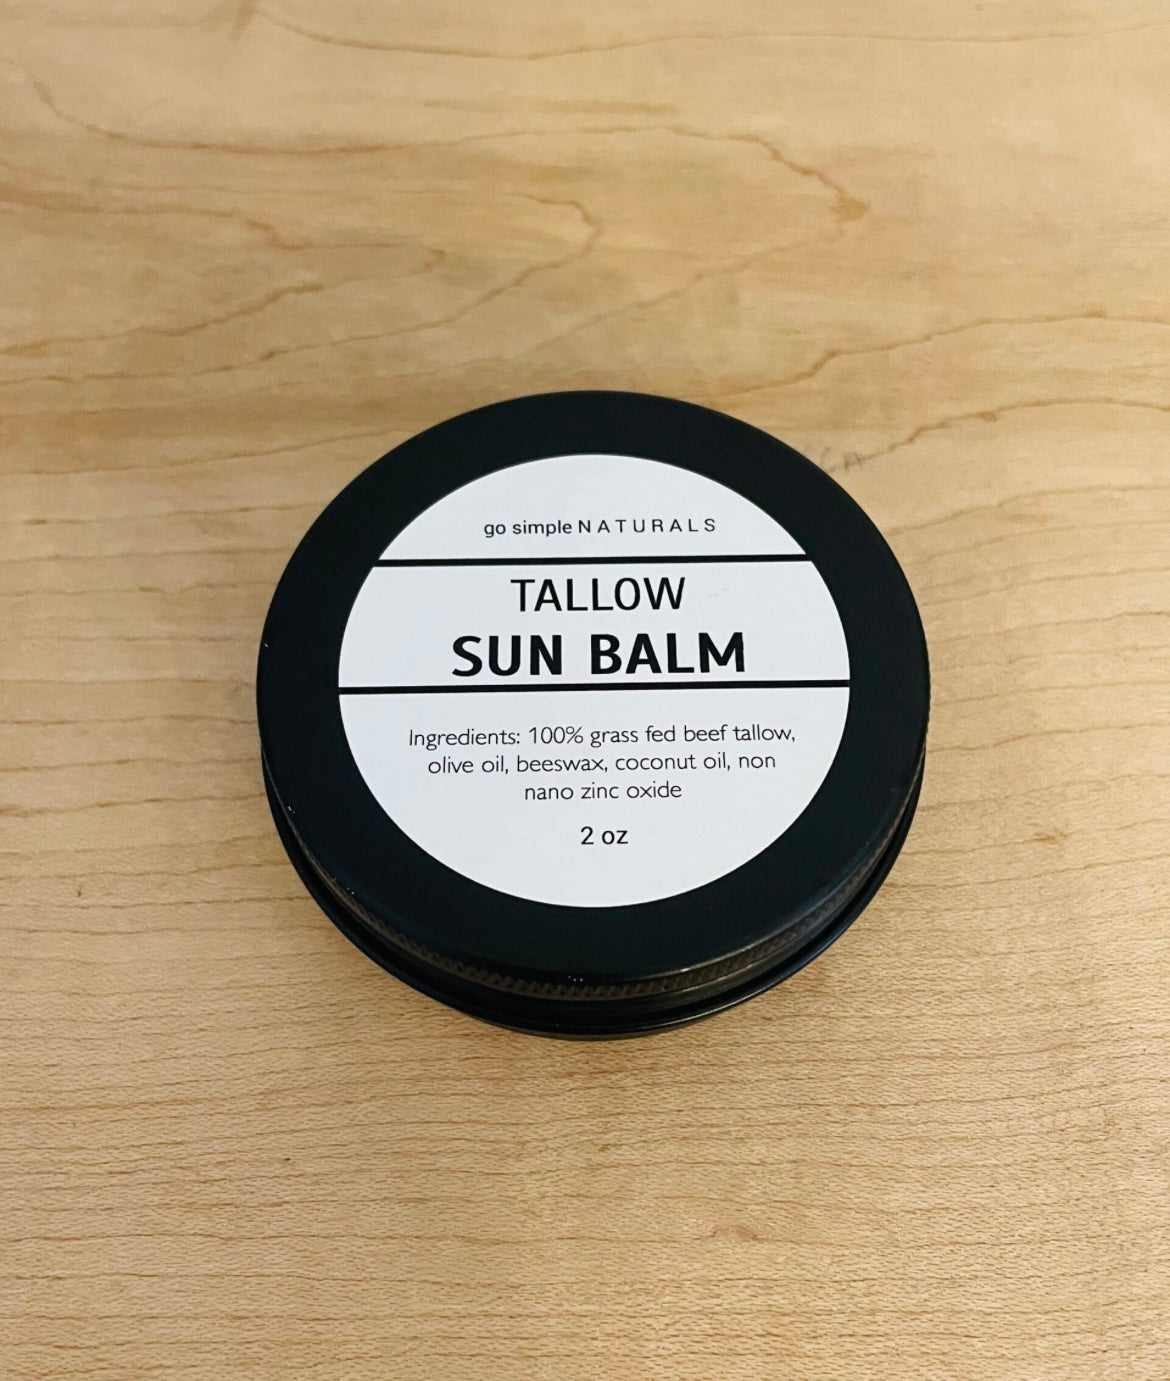 go simple NATURALS
TALLOW
SUN BALM
Ingredients: 100% grass fed beef tallow,
olive oil, beeswax, coconut oil, non
nano zinc oxide
2 oz